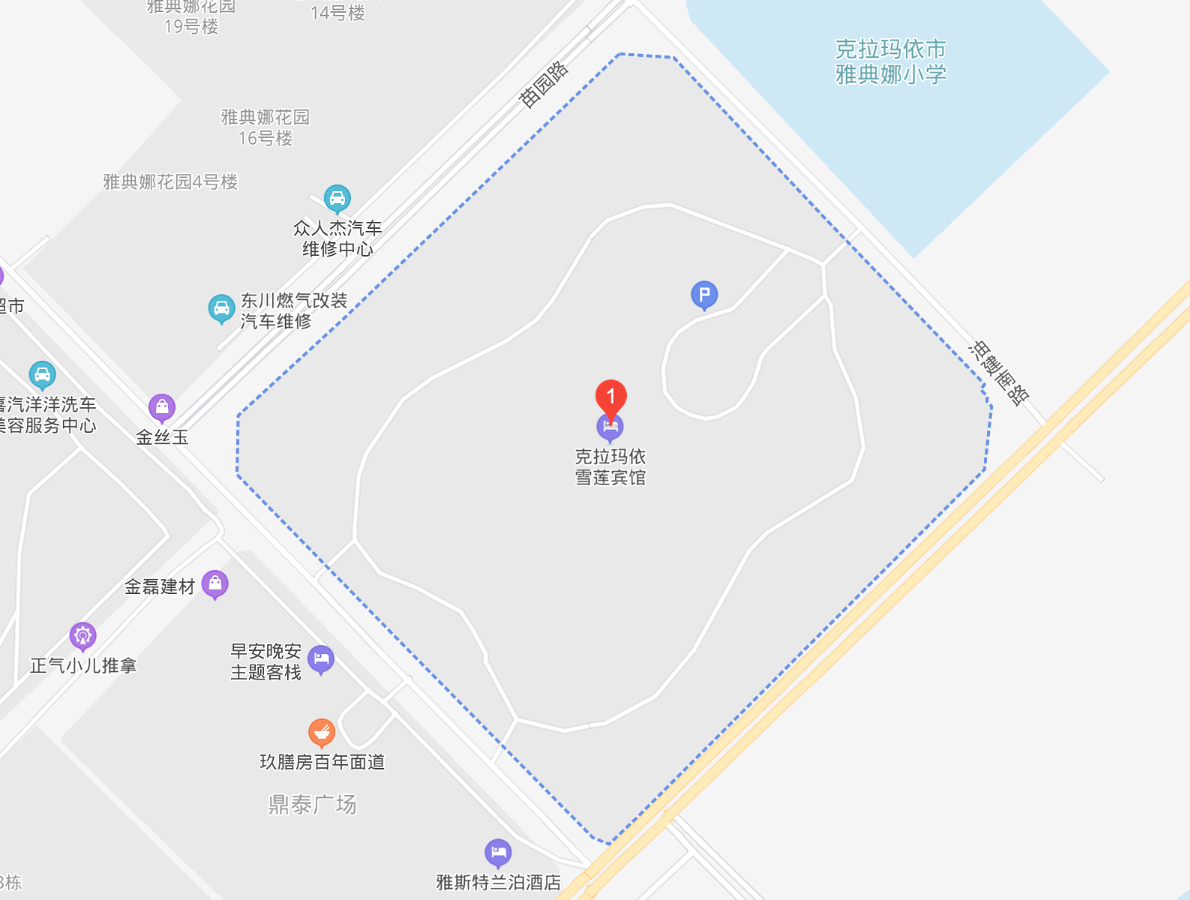 雅典娜花园
19号楼
14号楼
克拉玛依市
雅典娜小学
苗园路
雅典娜花园
16号楼
雅典娜花园4号楼
众人杰汽车
维修中心
P
东川燃气改装
汽车维修
超市
油建南路
喜汽洋洋洗车
美容服务中心
1
金丝玉
克拉玛依
雪莲宾馆
金磊建材
正气小儿推拿
早安晚安
主题客栈
玖膳房百年面道
鼎泰广场
雅斯特兰泊酒店
栋